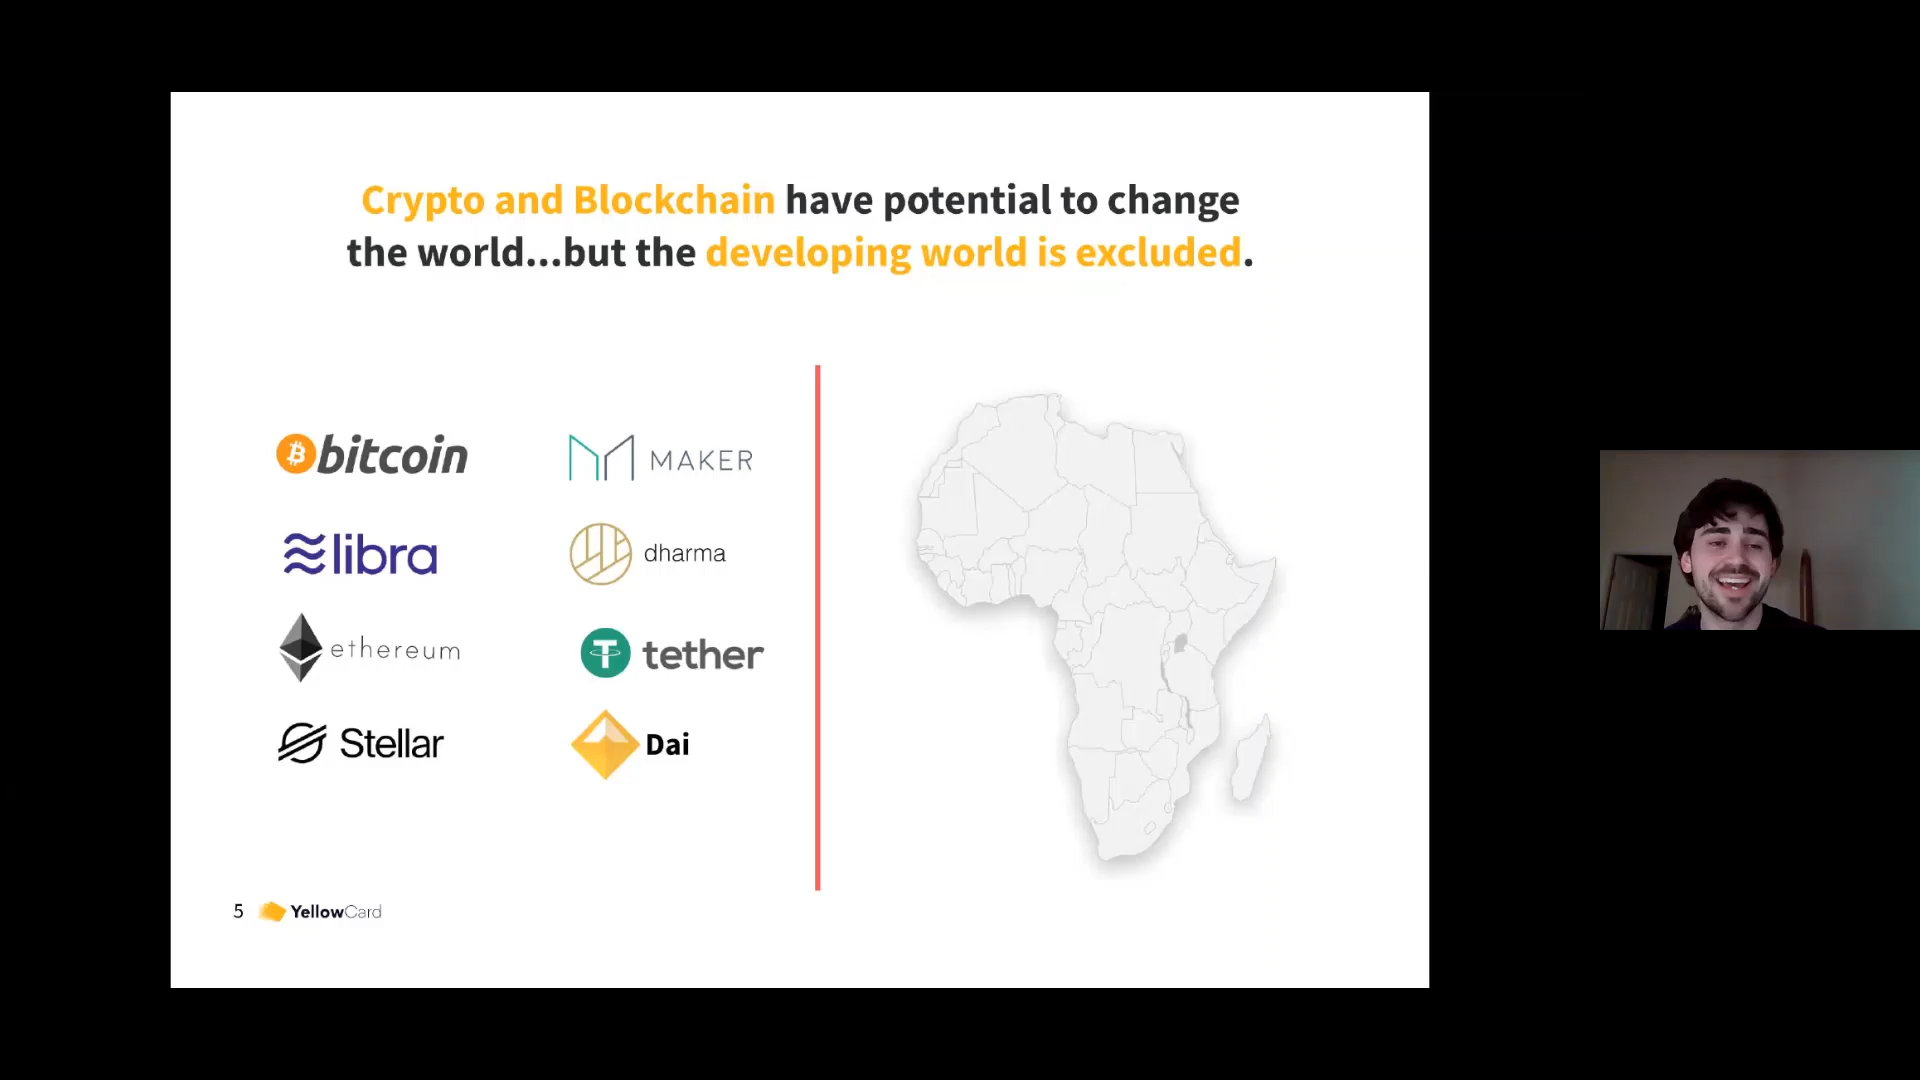 Crypto and Blockchain have potential to change
the world...but the developing world is excluded.
bitcoin
MAKER
libra
dharma
ethereum
tether
Stellar
Dai
5 YellowCard